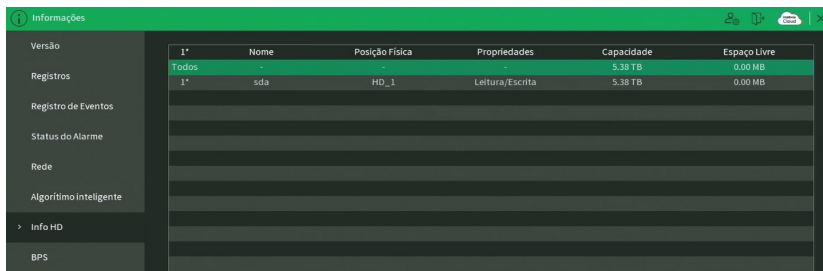 Informações
intelbras Cloud
Versão
Registros
Registro de Eventos
Status do Alarme
Rede
Algorítimo inteligente
> Info HD
BPS
1* Nome Posição Física Propriedades Capacidade Espaço Livre
Todos - - - 5.38 TB 0.00 MB
1* sda HD_1 Leitura/Escrita 5.38 TB 0.00 MB